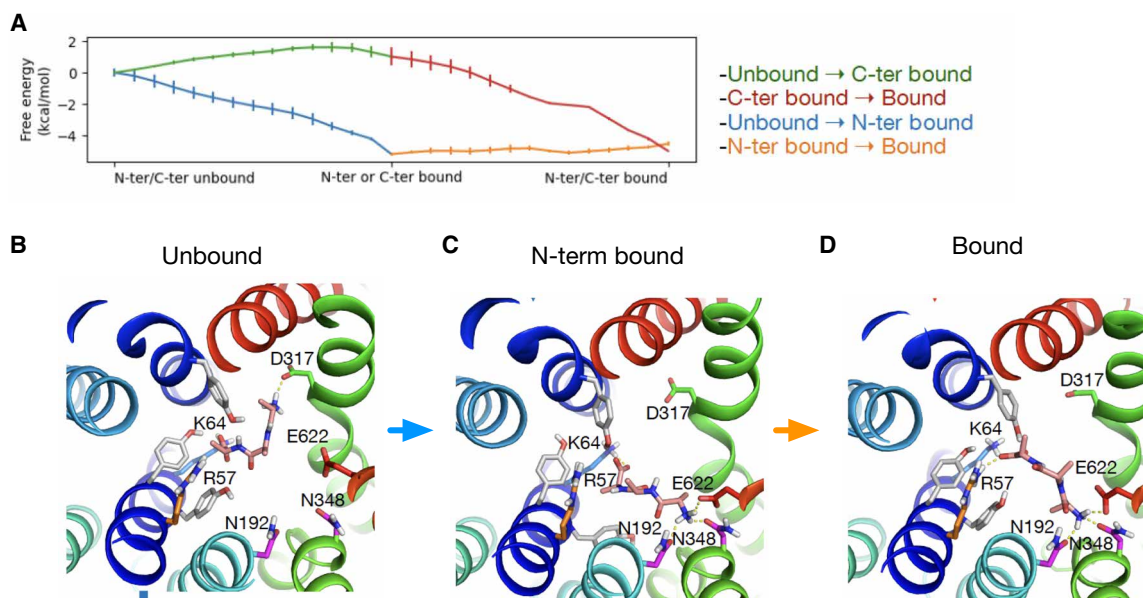 A
2
0
−2
−4
Free energy
(kcal/mol)
N-ter/C-ter unbound
N-ter or C-ter bound
N-ter/C-ter bound
-Unbound → C-ter bound
-C-ter bound → Bound
-Unbound → N-ter bound
-N-ter bound → Bound
B
Unbound
D317
K64
E622
R57
N348
N192
C
N-term bound
D317
K64
R57
E622
N192
N348
D
Bound
D317
K64
E622
R57
N192
N348